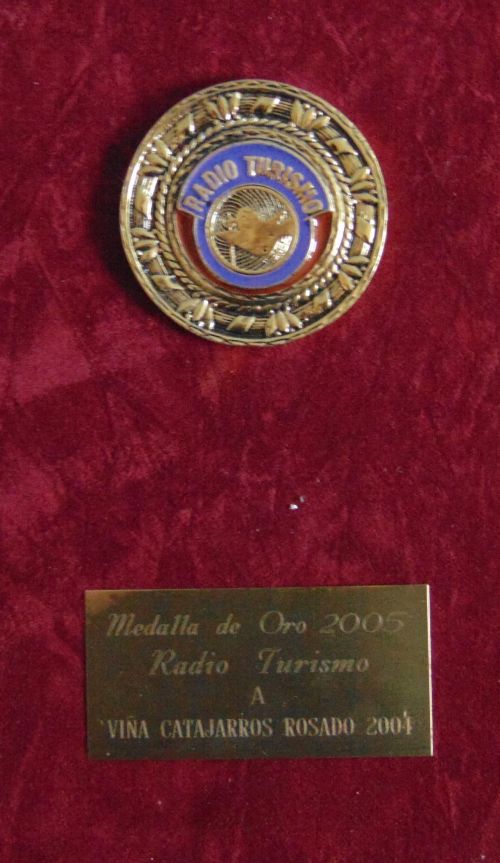 RADIO TURISMO
Medalla de Oro 2005
Radio Turismo
A
VIÑA CATAJARROS ROSADO 2004